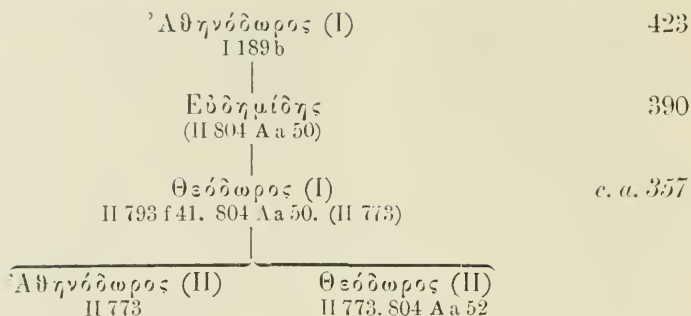 Ἀθηνόδωρος (I) 423
I 189b
Εὐδημίδης 390
(II 804 A a 50)
Θεόδωρος (I) c. a. 357
II 793 f 41. 804 A a 50. (II 773)
Ἀθηνόδωρος (II) Θεόδωρος (II)
II 773 II 773. 804 A a 52